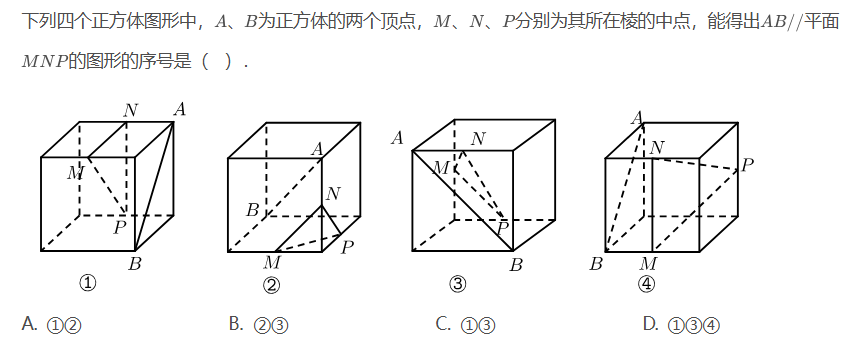 下列四个正方体图形中，A、B为正方体的两个顶点，M、N、P分别为其所在棱的中点，能得出AB//平面
MNP的图形的序号是（ ）.
N A
M
P
B
①
A
N
B
M P
②
A N
M
P
B
③
A
N
P
B M
④
A. ①② B. ②③ C. ①③ D. ①③④